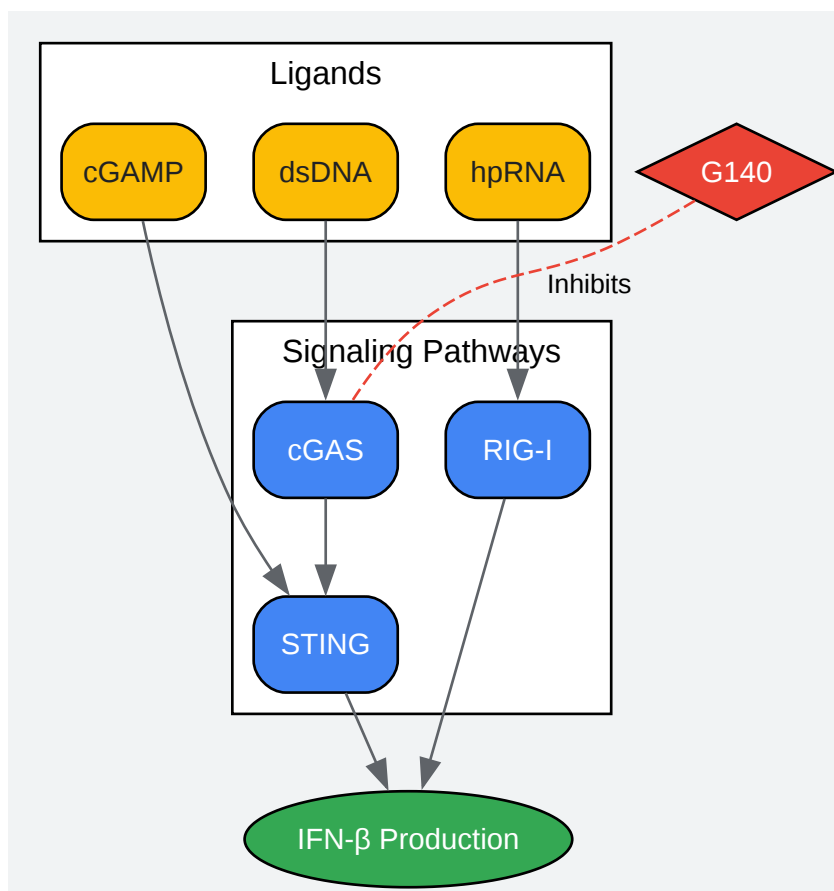 Ligands
cGAMP
dsDNA
hpRNA
G140
Inhibits
Signaling Pathways
cGAS
RIG-I
STING
IFN-β Production